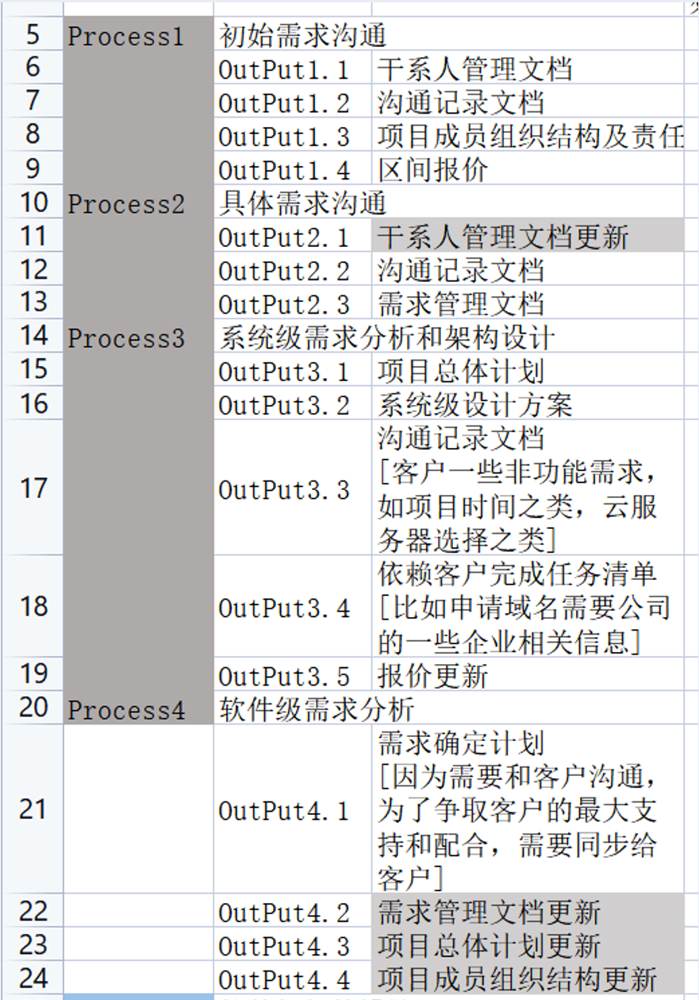 5 Process1 初始需求沟通
6 OutPut1.1 干系人管理文档
7 OutPut1.2 沟通记录文档
8 OutPut1.3 项目成员组织结构及责任
9 OutPut1.4 区间报价
10 Process2 具体需求沟通
11 OutPut2.1 干系人管理文档更新
12 OutPut2.2 沟通记录文档
13 OutPut2.3 需求管理文档
14 Process3 系统级需求分析和架构设计
15 OutPut3.1 项目总体计划
16 OutPut3.2 系统级设计方案
17 OutPut3.3 沟通记录文档
[客户一些非功能需求，
如项目时间之类，云服
务器选择之类]
18 OutPut3.4 依赖客户完成任务清单
[比如申请域名需要公司
的一些企业相关信息]
19 OutPut3.5 报价更新
20 Process4 软件级需求分析
21 OutPut4.1 需求确定计划
[因为需要和客户沟通，
为了争取客户的最大支
持和配合，需要同步给
客户]
22 OutPut4.2 需求管理文档更新
23 OutPut4.3 项目总体计划更新
24 OutPut4.4 项目成员组织结构更新